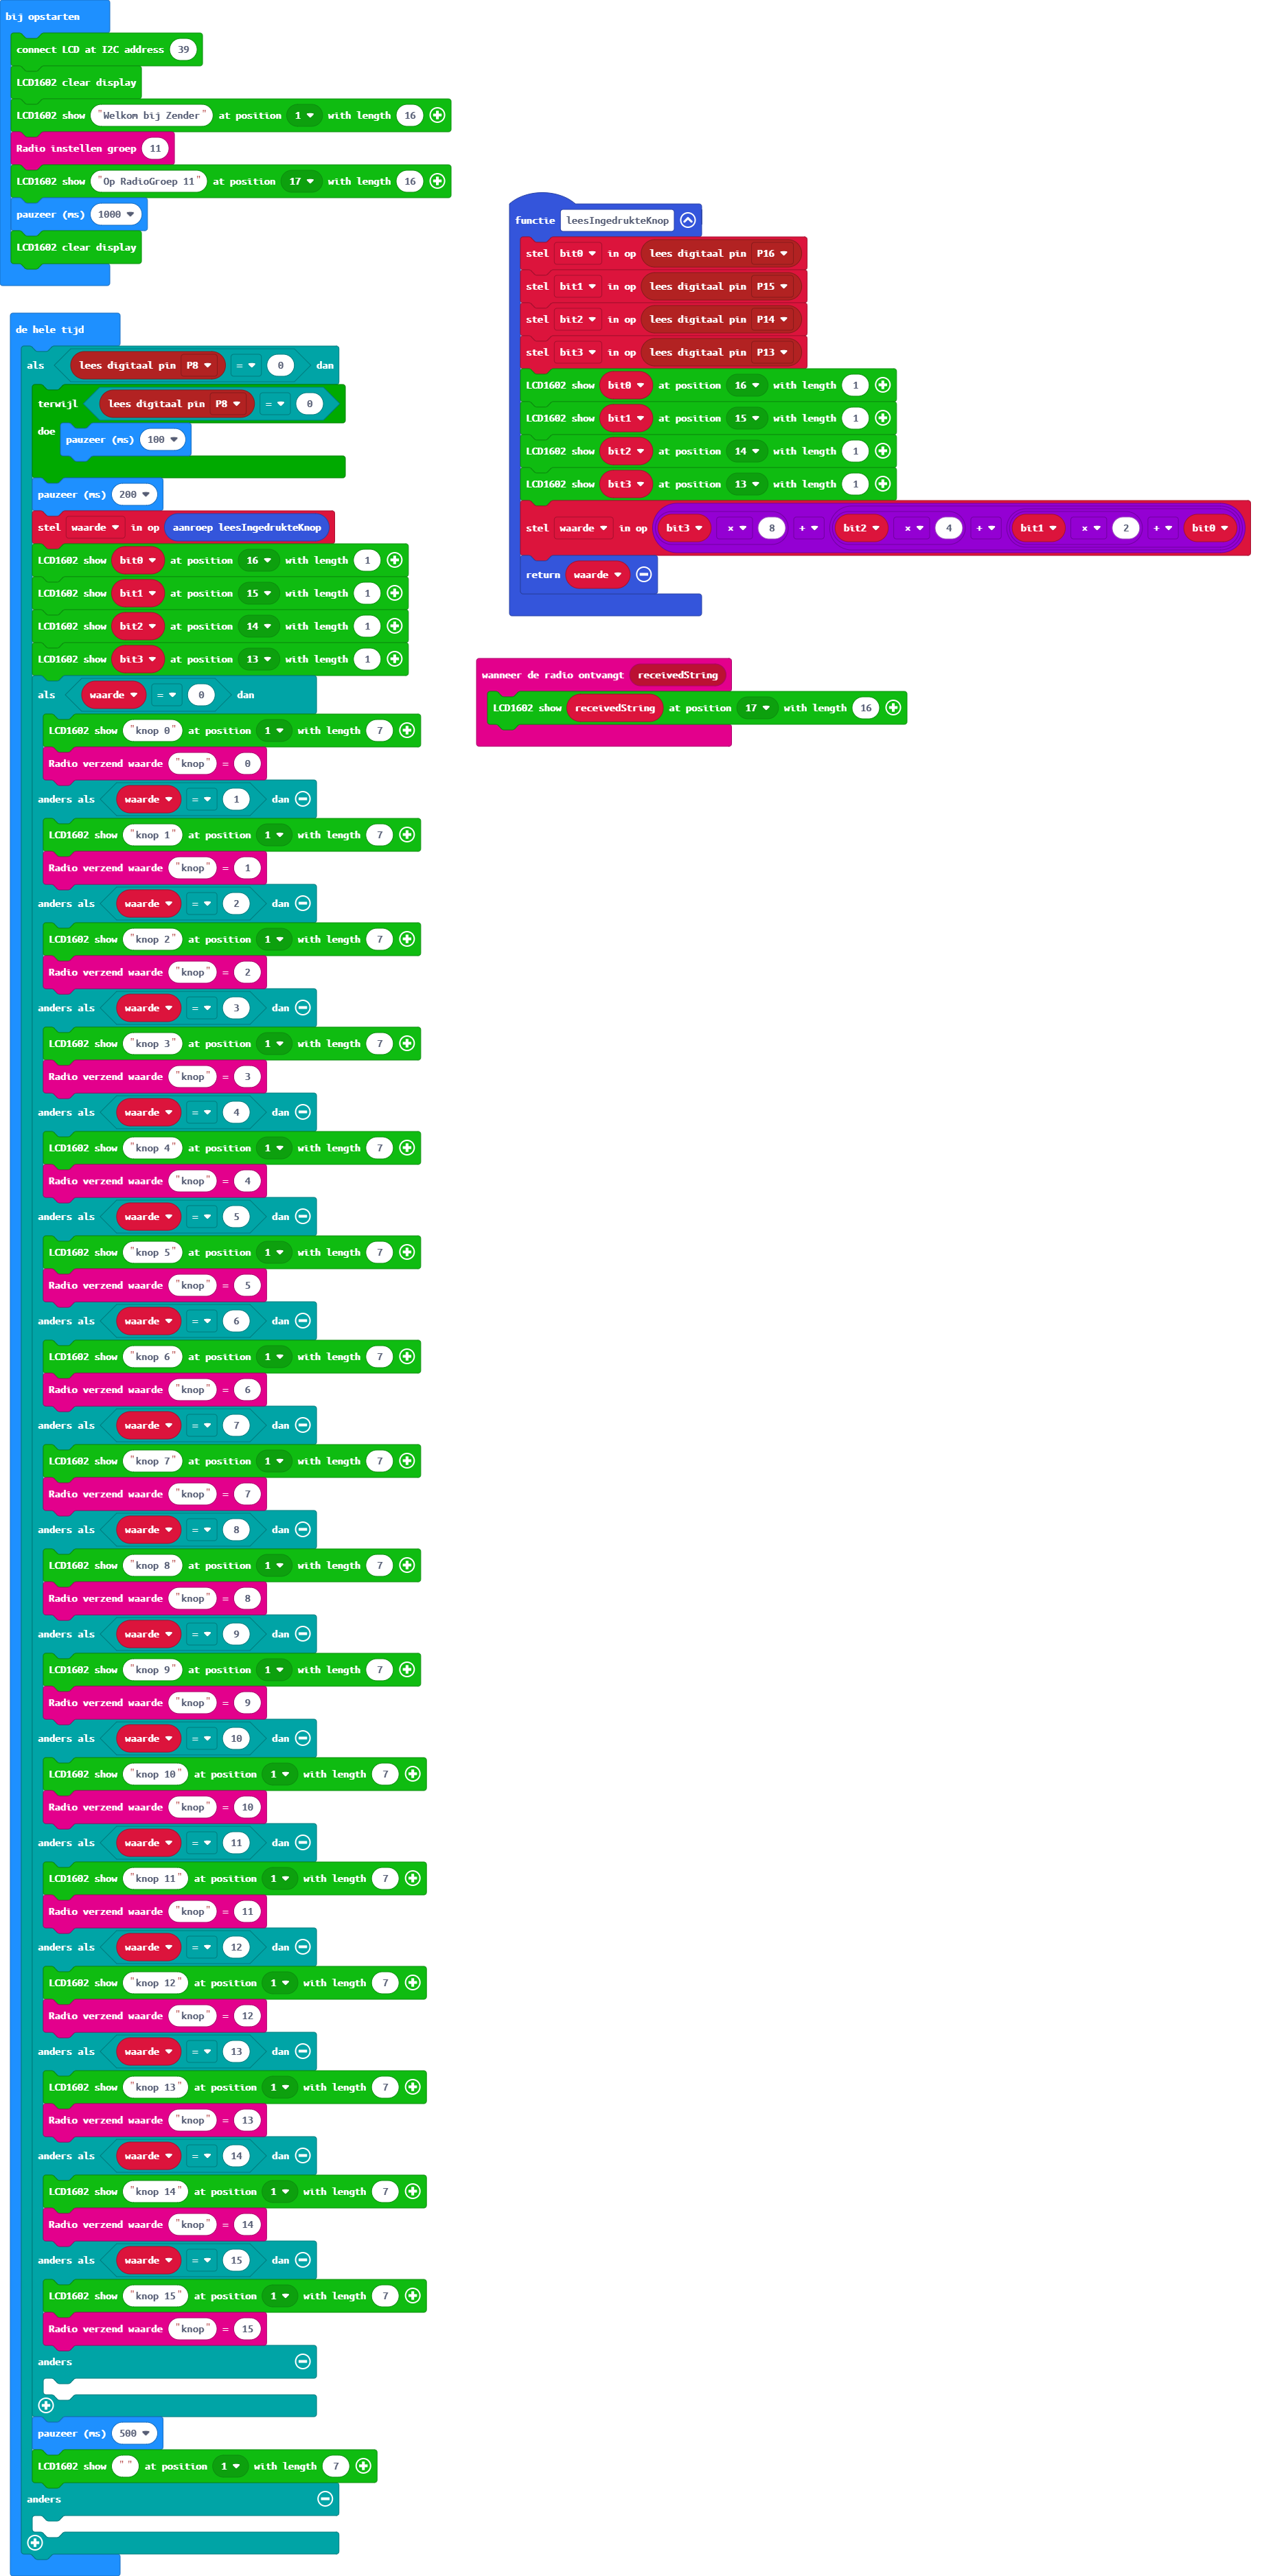 bij opstarten
connect LCD at I2C address 39
LCD1602 clear display
LCD1602 show "Welkom bij Zender" at position 1 with length 16
Radio instellen groep 11
LCD1602 show "Op RadioGroep 11" at position 17 with length 16
pauzeer (ms) 1000
LCD1602 clear display
functie leesIngedrukteKnop
stel bit0 in op lees digitaal pin P16
stel bit1 in op lees digitaal pin P15
stel bit2 in op lees digitaal pin P14
stel bit3 in op lees digitaal pin P13
LCD1602 show bit0 at position 16 with length 1
LCD1602 show bit1 at position 15 with length 1
LCD1602 show bit2 at position 14 with length 1
LCD1602 show bit3 at position 13 with length 1
stel waarde in op bit3 × 8 + bit2 × 4 + bit1 × 2 + bit0
return waarde
wanneer de radio ontvangt receivedString
LCD1602 show receivedString at position 17 with length 16
de hele tijd
als lees digitaal pin P8 = 0 dan
terwijl lees digitaal pin P8 = 0
doe pauzeer (ms) 100
pauzeer (ms) 200
stel waarde in op aanroep leesIngedrukteKnop
LCD1602 show bit0 at position 16 with length 1
LCD1602 show bit1 at position 15 with length 1
LCD1602 show bit2 at position 14 with length 1
LCD1602 show bit3 at position 13 with length 1
als waarde = 0 dan
LCD1602 show "knop 0" at position 1 with length 7
Radio verzend waarde "knop" = 0
anders als waarde = 1 dan
LCD1602 show "knop 1" at position 1 with length 7
Radio verzend waarde "knop" = 1
anders als waarde = 2 dan
LCD1602 show "knop 2" at position 1 with length 7
Radio verzend waarde "knop" = 2
anders als waarde = 3 dan
LCD1602 show "knop 3" at position 1 with length 7
Radio verzend waarde "knop" = 3
anders als waarde = 4 dan
LCD1602 show "knop 4" at position 1 with length 7
Radio verzend waarde "knop" = 4
anders als waarde = 5 dan
LCD1602 show "knop 5" at position 1 with length 7
Radio verzend waarde "knop" = 5
anders als waarde = 6 dan
LCD1602 show "knop 6" at position 1 with length 7
Radio verzend waarde "knop" = 6
anders als waarde = 7 dan
LCD1602 show "knop 7" at position 1 with length 7
Radio verzend waarde "knop" = 7
anders als waarde = 8 dan
LCD1602 show "knop 8" at position 1 with length 7
Radio verzend waarde "knop" = 8
anders als waarde = 9 dan
LCD1602 show "knop 9" at position 1 with length 7
Radio verzend waarde "knop" = 9
anders als waarde = 10 dan
LCD1602 show "knop 10" at position 1 with length 7
Radio verzend waarde "knop" = 10
anders als waarde = 11 dan
LCD1602 show "knop 11" at position 1 with length 7
Radio verzend waarde "knop" = 11
anders als waarde = 12 dan
LCD1602 show "knop 12" at position 1 with length 7
Radio verzend waarde "knop" = 12
anders als waarde = 13 dan
LCD1602 show "knop 13" at position 1 with length 7
Radio verzend waarde "knop" = 13
anders als waarde = 14 dan
LCD1602 show "knop 14" at position 1 with length 7
Radio verzend waarde "knop" = 14
anders als waarde = 15 dan
LCD1602 show "knop 15" at position 1 with length 7
Radio verzend waarde "knop" = 15
anders
pauzeer (ms) 500
LCD1602 show " " at position 1 with length 7
anders